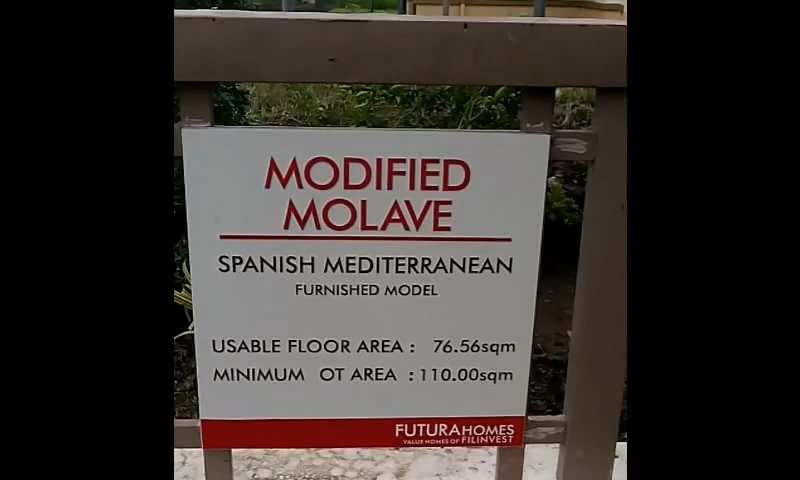 MODIFIED
MOLAVE
SPANISH MEDITERRANEAN
FURNISHED MODEL
USABLE FLOOR AREA : 76.56sqm
MINIMUM OT AREA : 110.00sqm
FUTURAHOMES
VALUE HOMES OF FILINVEST